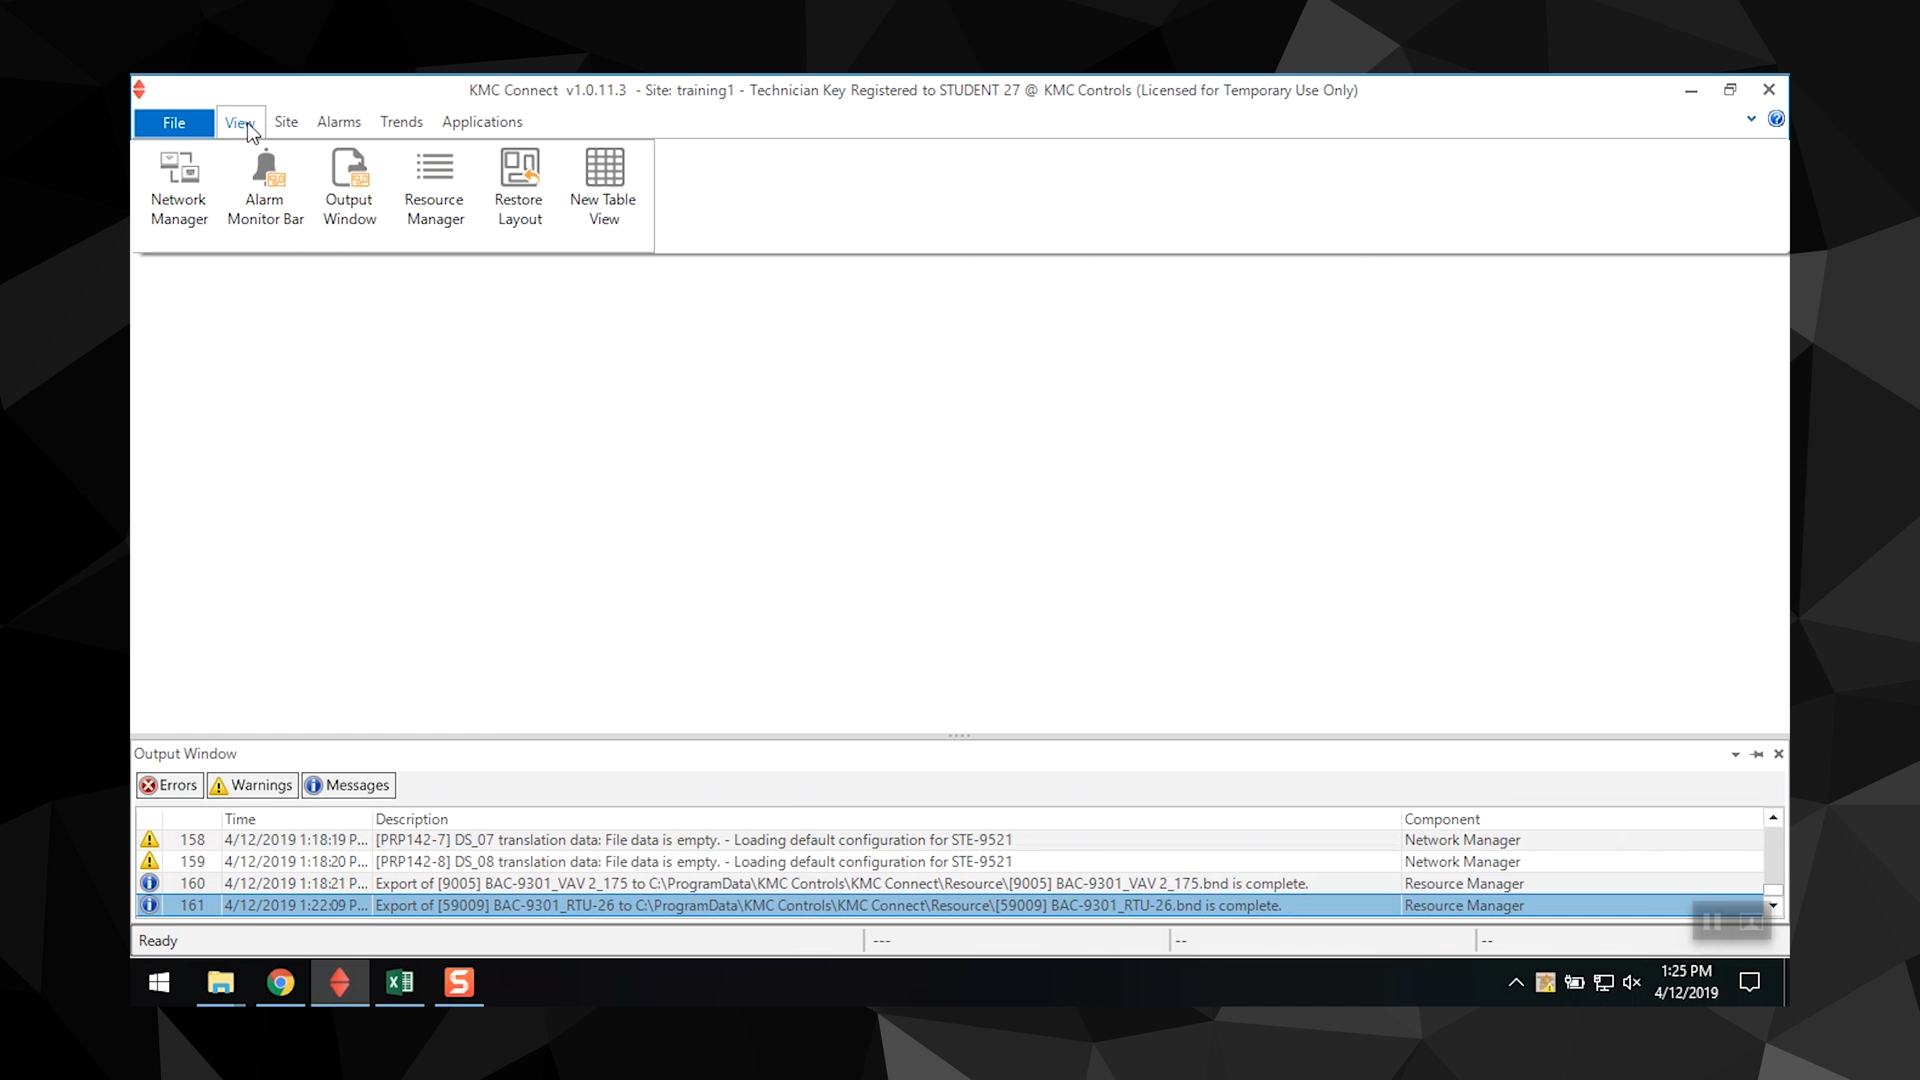 KMC Connect v1.0.11.3 - Site: training1 - Technician Key Registered to STUDENT 27 @ KMC Controls (Licensed for Temporary Use Only)
File View Site Alarms Trends Applications
Network Manager
Alarm Monitor Bar
Output Window
Resource Manager
Restore Layout
New Table View
Output Window
Errors Warnings Messages
Time Description Component
158 4/12/2019 1:18:19 P... [PRP142-7] DS_07 translation data: File data is empty. - Loading default configuration for STE-9521 Network Manager
159 4/12/2019 1:18:20 P... [PRP142-8] DS_08 translation data: File data is empty. - Loading default configuration for STE-9521 Network Manager
160 4/12/2019 1:18:21 P... Export of [9005] BAC-9301_VAV 2_175 to C:\ProgramData\KMC Controls\KMC Connect\Resource\[9005] BAC-9301_VAV 2_175.bnd is complete. Resource Manager
161 4/12/2019 1:22:09 P... Export of [59009] BAC-9301_RTU-26 to C:\ProgramData\KMC Controls\KMC Connect\Resource\[59009] BAC-9301_RTU-26.bnd is complete. Resource Manager
Ready --- -- --
1:25 PM
4/12/2019